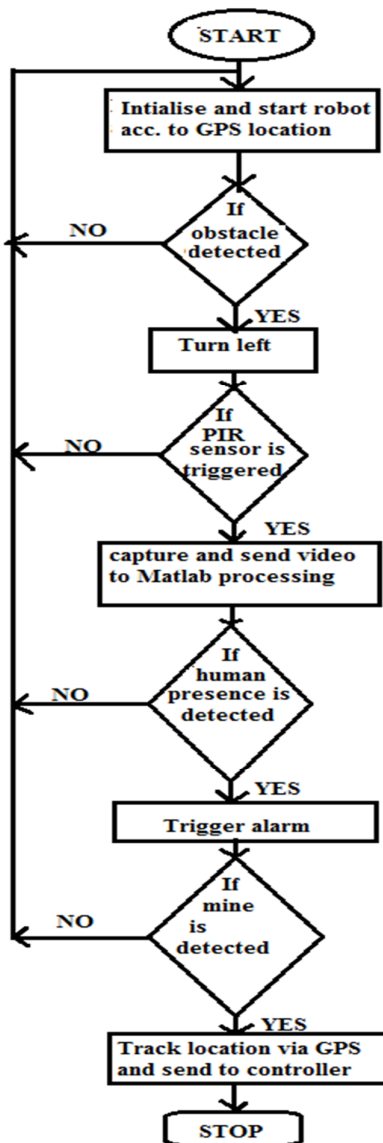 START
Intialise and start robot
acc. to GPS location
If
obstacle
detected
NO
YES
Turn left
If
PIR
sensor is
triggered
NO
YES
capture and send video
to Matlab processing
If
human
presence is
detected
NO
YES
Trigger alarm
If
mine
is
detected
NO
YES
Track location via GPS
and send to controller
STOP